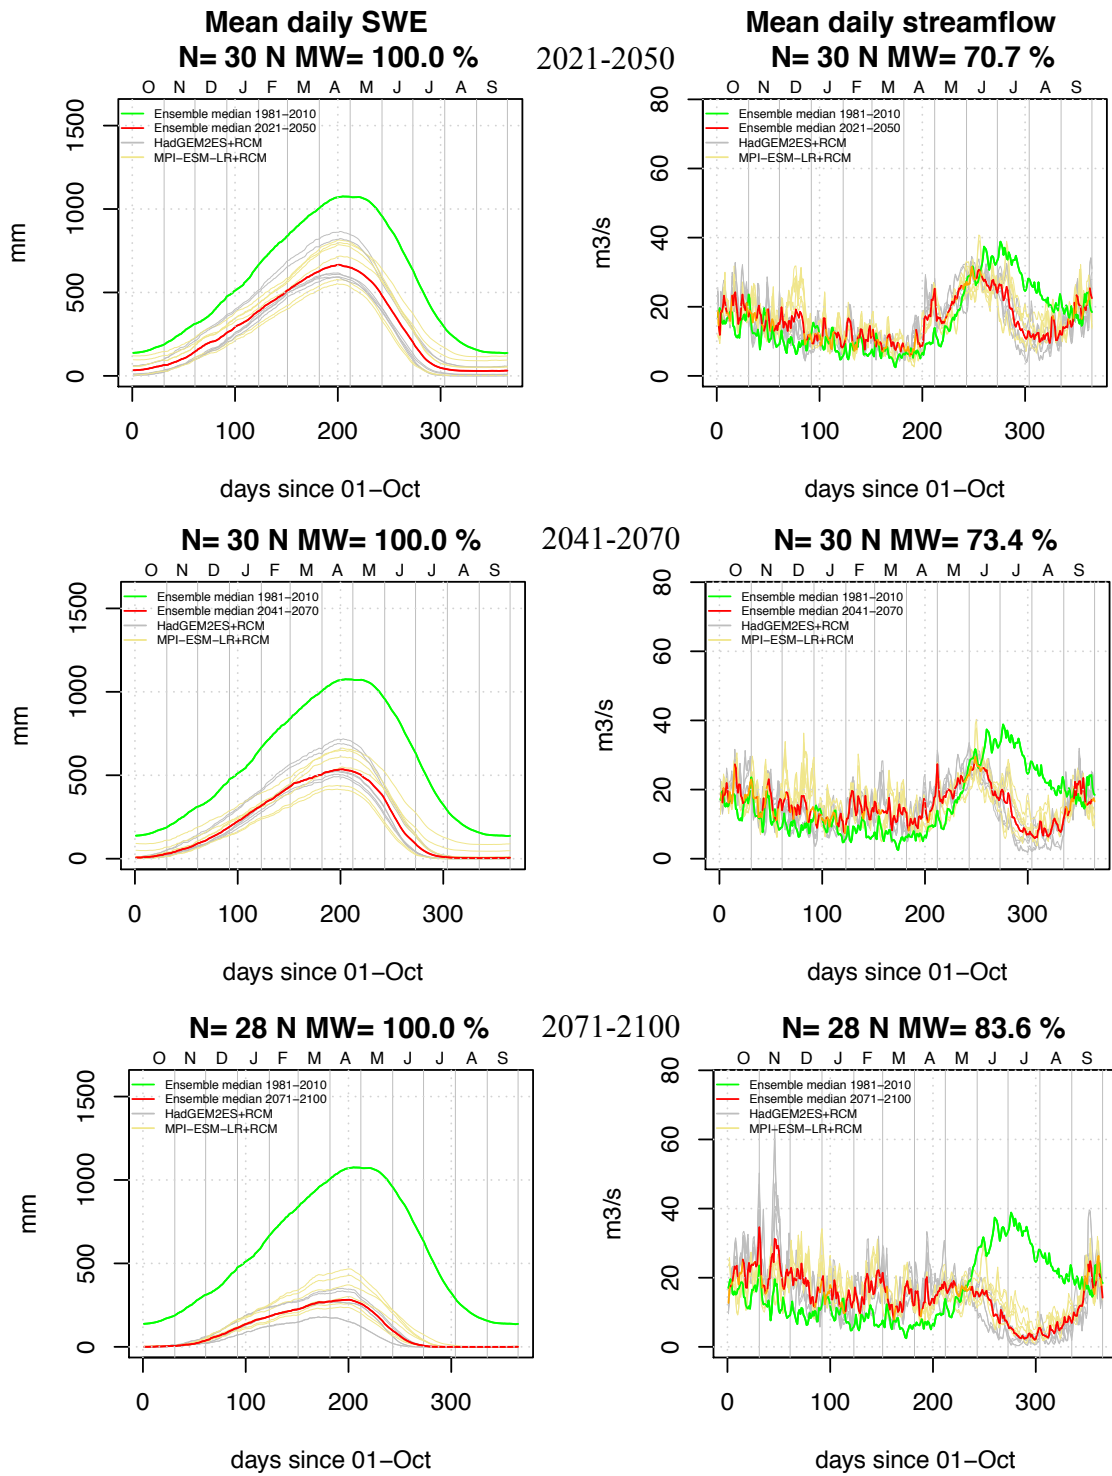 Mean daily SWE
N= 30 N MW= 100.0 %
2021-2050
Mean daily streamflow
N= 30 N MW= 70.7 %
O N D J F M A M J J A S
Ensemble median 1981−2010
Ensemble median 2021−2050
HadGEM2ES+RCM
MPI−ESM−LR+RCM
mm
0 500 1000 1500
0 100 200 300
days since 01−Oct
O N D J F M A M J J A S
Ensemble median 1981−2010
Ensemble median 2021−2050
HadGEM2ES+RCM
MPI−ESM−LR+RCM
m3/s
0 20 40 60 80
0 100 200 300
days since 01−Oct
N= 30 N MW= 100.0 %
2041-2070
N= 30 N MW= 73.4 %
O N D J F M A M J J A S
Ensemble median 1981−2010
Ensemble median 2041−2070
HadGEM2ES+RCM
MPI−ESM−LR+RCM
mm
0 500 1000 1500
0 100 200 300
days since 01−Oct
O N D J F M A M J J A S
Ensemble median 1981−2010
Ensemble median 2041−2070
HadGEM2ES+RCM
MPI−ESM−LR+RCM
m3/s
0 20 40 60 80
0 100 200 300
days since 01−Oct
N= 28 N MW= 100.0 %
2071-2100
N= 28 N MW= 83.6 %
O N D J F M A M J J A S
Ensemble median 1981−2010
Ensemble median 2071−2100
HadGEM2ES+RCM
MPI−ESM−LR+RCM
mm
0 500 1000 1500
0 100 200 300
days since 01−Oct
O N D J F M A M J J A S
Ensemble median 1981−2010
Ensemble median 2071−2100
HadGEM2ES+RCM
MPI−ESM−LR+RCM
m3/s
0 20 40 60 80
0 100 200 300
days since 01−Oct